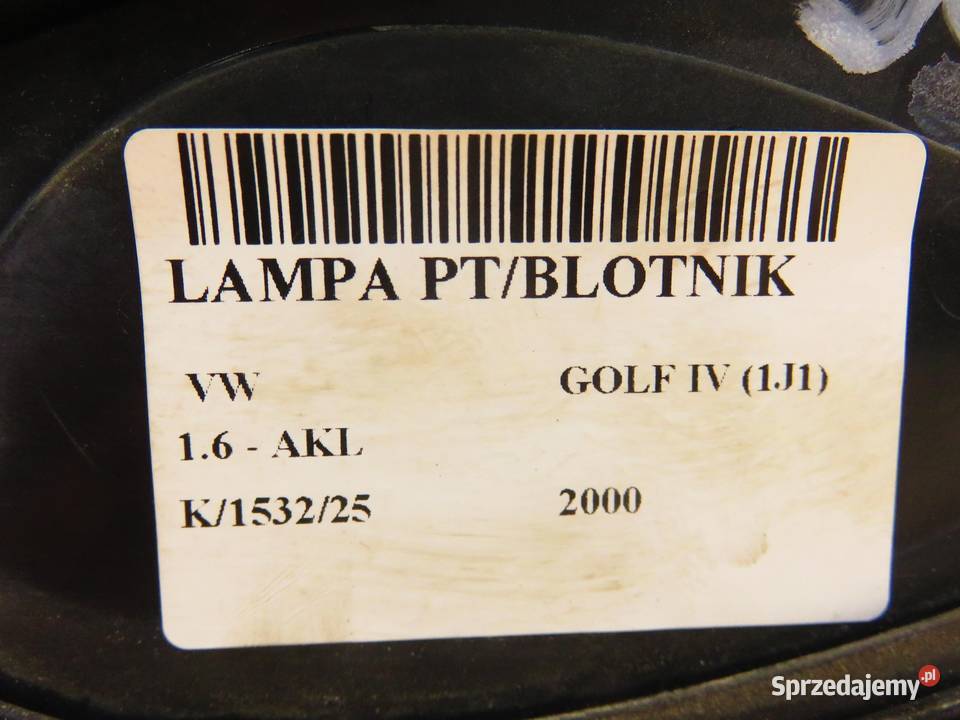 LAMPA PT/BLOTNIK
VW GOLF IV (1J1)
1.6 - AKL
K/1532/25 2000
Sprzedajemy.pl